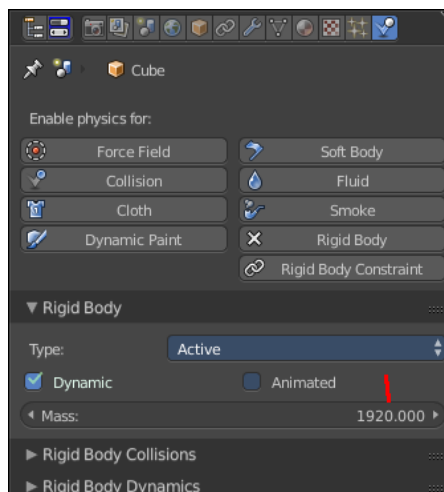 Cube
Enable physics for:
Force Field Soft Body
Collision Fluid
Cloth Smoke
Dynamic Paint Rigid Body
Rigid Body Constraint
Rigid Body
Type: Active
Dynamic Animated
Mass: 1920.000
Rigid Body Collisions
Rigid Body Dynamics